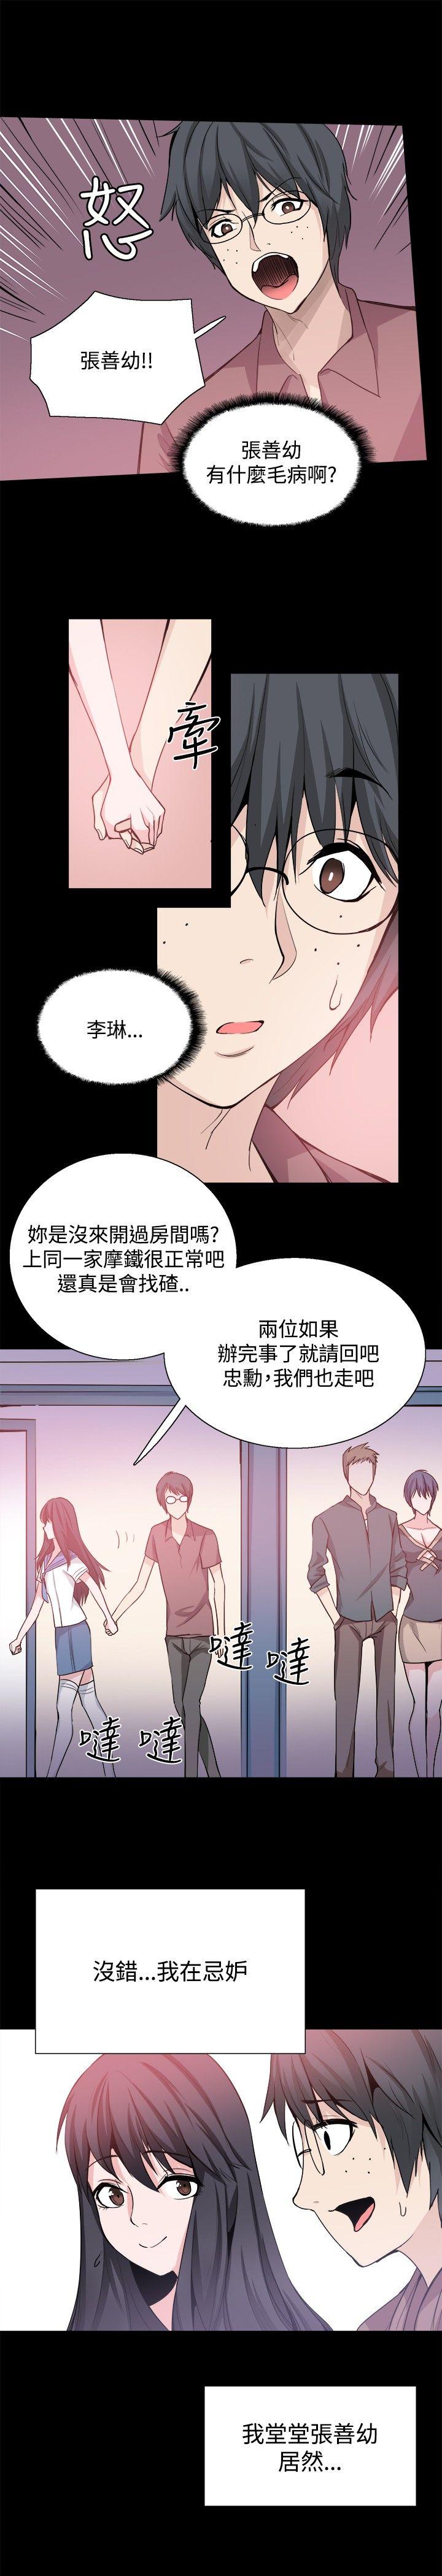 怒
張善幼!!
張善幼
有什麼毛病啊?
牽
李琳...
妳是沒來開過房間嗎?
上同一家摩鐵很正常吧
還真是會找碴..
兩位如果
辦完事了就請回吧
忠勳，我們也走吧
噠 噠
噠 噠
沒錯...我在忌妒
我堂堂張善幼
居然...